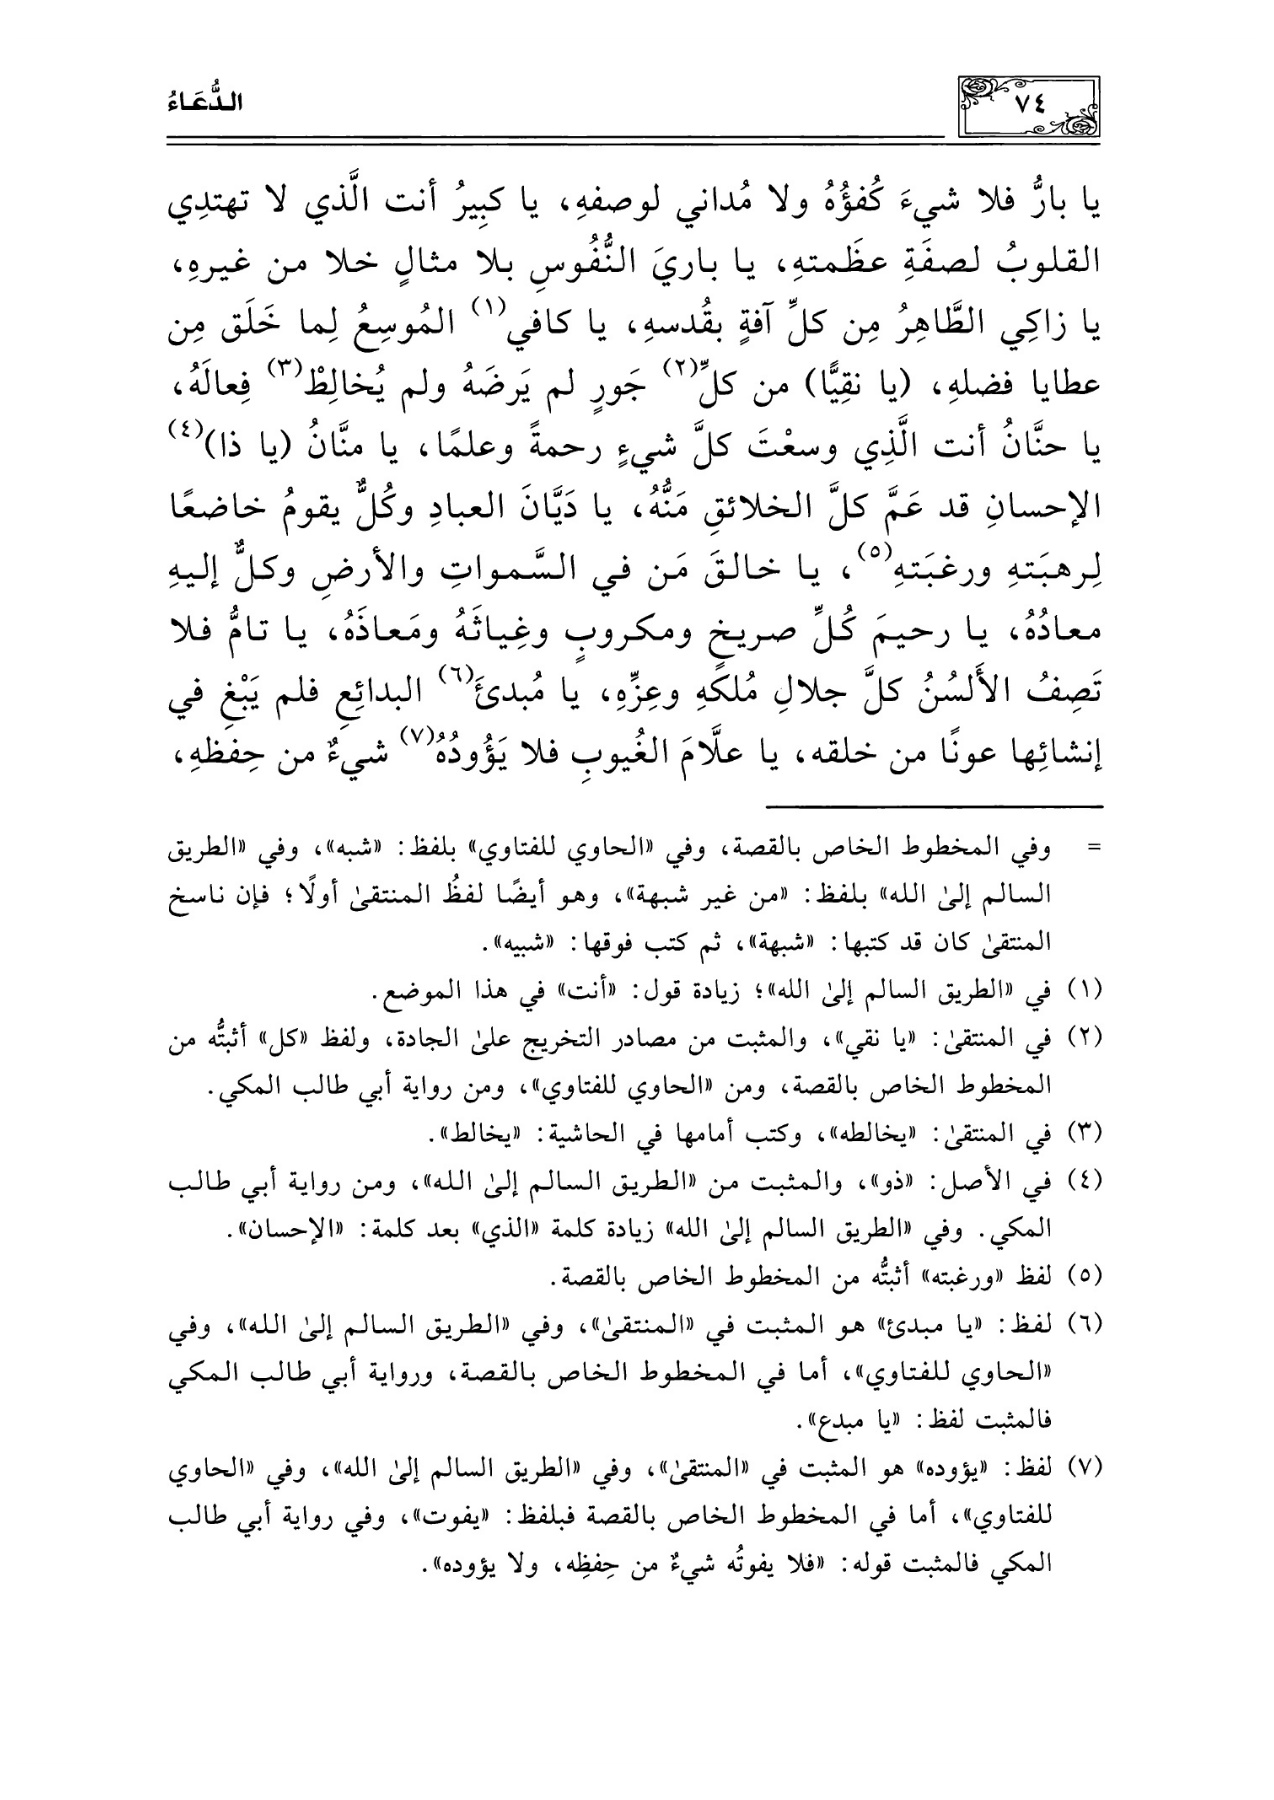 ٧٤
الدُّعَاءُ
يا بارُّ فلا شيءَ كُفؤُهُ ولا مُداني لوصفهِ، يا كبِيرُ أنت الَّذي لا تهتدِي
القلوبُ لصفَةِ عظَمتهِ، يا باريَ النُّفُوسِ بلا مثالٍ خلا من غيرهِ،
يا زاكِي الطَّاهِرُ مِن كلِّ آفةٍ بقُدسهِ، يا كافي(١) المُوسِعُ لِما خَلَق مِن
عطايا فضلهِ، (يا نقِيًّا) من كلِّ(٢) جَورٍ لم يَرضَهُ ولم يُخالِطْ(٣) فِعالَهُ،
يا حنَّانُ أنت الَّذِي وسعْتَ كلَّ شيءٍ رحمةً وعلمًا، يا منَّانُ (يا ذا)(٤)
الإحسانِ قد عَمَّ كلَّ الخلائقِ مَنُّهُ، يا دَيَّانَ العبادِ وكُلٌّ يقومُ خاضعًا
لِرهبَتهِ ورغبَتهِ(٥)، يا خالقَ مَن في السَّمواتِ والأرضِ وكلٌّ إليهِ
معادُهُ، يا رحيمَ كُلِّ صريخٍ ومكروبٍ وغِياثَهُ ومَعاذَهُ، يا تامُّ فلا
تَصِفُ الأَلسُنُ كلَّ جلالِ مُلكهِ وعِزِّهِ، يا مُبدئَ(٦) البدائِعِ فلم يَبْغِ في
إنشائِها عونًا من خلقه، يا علَّامَ الغُيوبِ فلا يَؤُودُهُ(٧) شيءٌ من حِفظهِ،
= وفي المخطوط الخاص بالقصة، وفي «الحاوي للفتاوي» بلفظ: «شبه»، وفي «الطريق
السالم إلىٰ الله» بلفظ: «من غير شبهة»، وهو أيضًا لفظُ المنتقىٰ أولًا؛ فإن ناسخ
المنتقىٰ كان قد كتبها: «شبهة»، ثم كتب فوقها: «شبيه».
(١) في «الطريق السالم إلىٰ الله»؛ زيادة قول: «أنت» في هذا الموضع.
(٢) في المنتقىٰ: «يا نقي»، والمثبت من مصادر التخريج علىٰ الجادة، ولفظ «كل» أثبتُّه من
المخطوط الخاص بالقصة، ومن «الحاوي للفتاوي»، ومن رواية أبي طالب المكي.
(٣) في المنتقىٰ: «يخالطه»، وكتب أمامها في الحاشية: «يخالط».
(٤) في الأصل: «ذو»، والمثبت من «الطريق السالم إلىٰ الله»، ومن رواية أبي طالب
المكي. وفي «الطريق السالم إلىٰ الله» زيادة كلمة «الذي» بعد كلمة: «الإحسان».
(٥) لفظ «ورغبته» أثبتُّه من المخطوط الخاص بالقصة.
(٦) لفظ: «يا مبدئ» هو المثبت في «المنتقىٰ»، وفي «الطريق السالم إلىٰ الله»، وفي
«الحاوي للفتاوي»، أما في المخطوط الخاص بالقصة، ورواية أبي طالب المكي
فالمثبت لفظ: «يا مبدع».
(٧) لفظ: «يؤوده» هو المثبت في «المنتقىٰ»، وفي «الطريق السالم إلىٰ الله»، وفي «الحاوي
للفتاوي»، أما في المخطوط الخاص بالقصة فبلفظ: «يفوت»، وفي رواية أبي طالب
المكي فالمثبت قوله: «فلا يفوتُه شيءٌ من حِفظِه، ولا يؤوده».